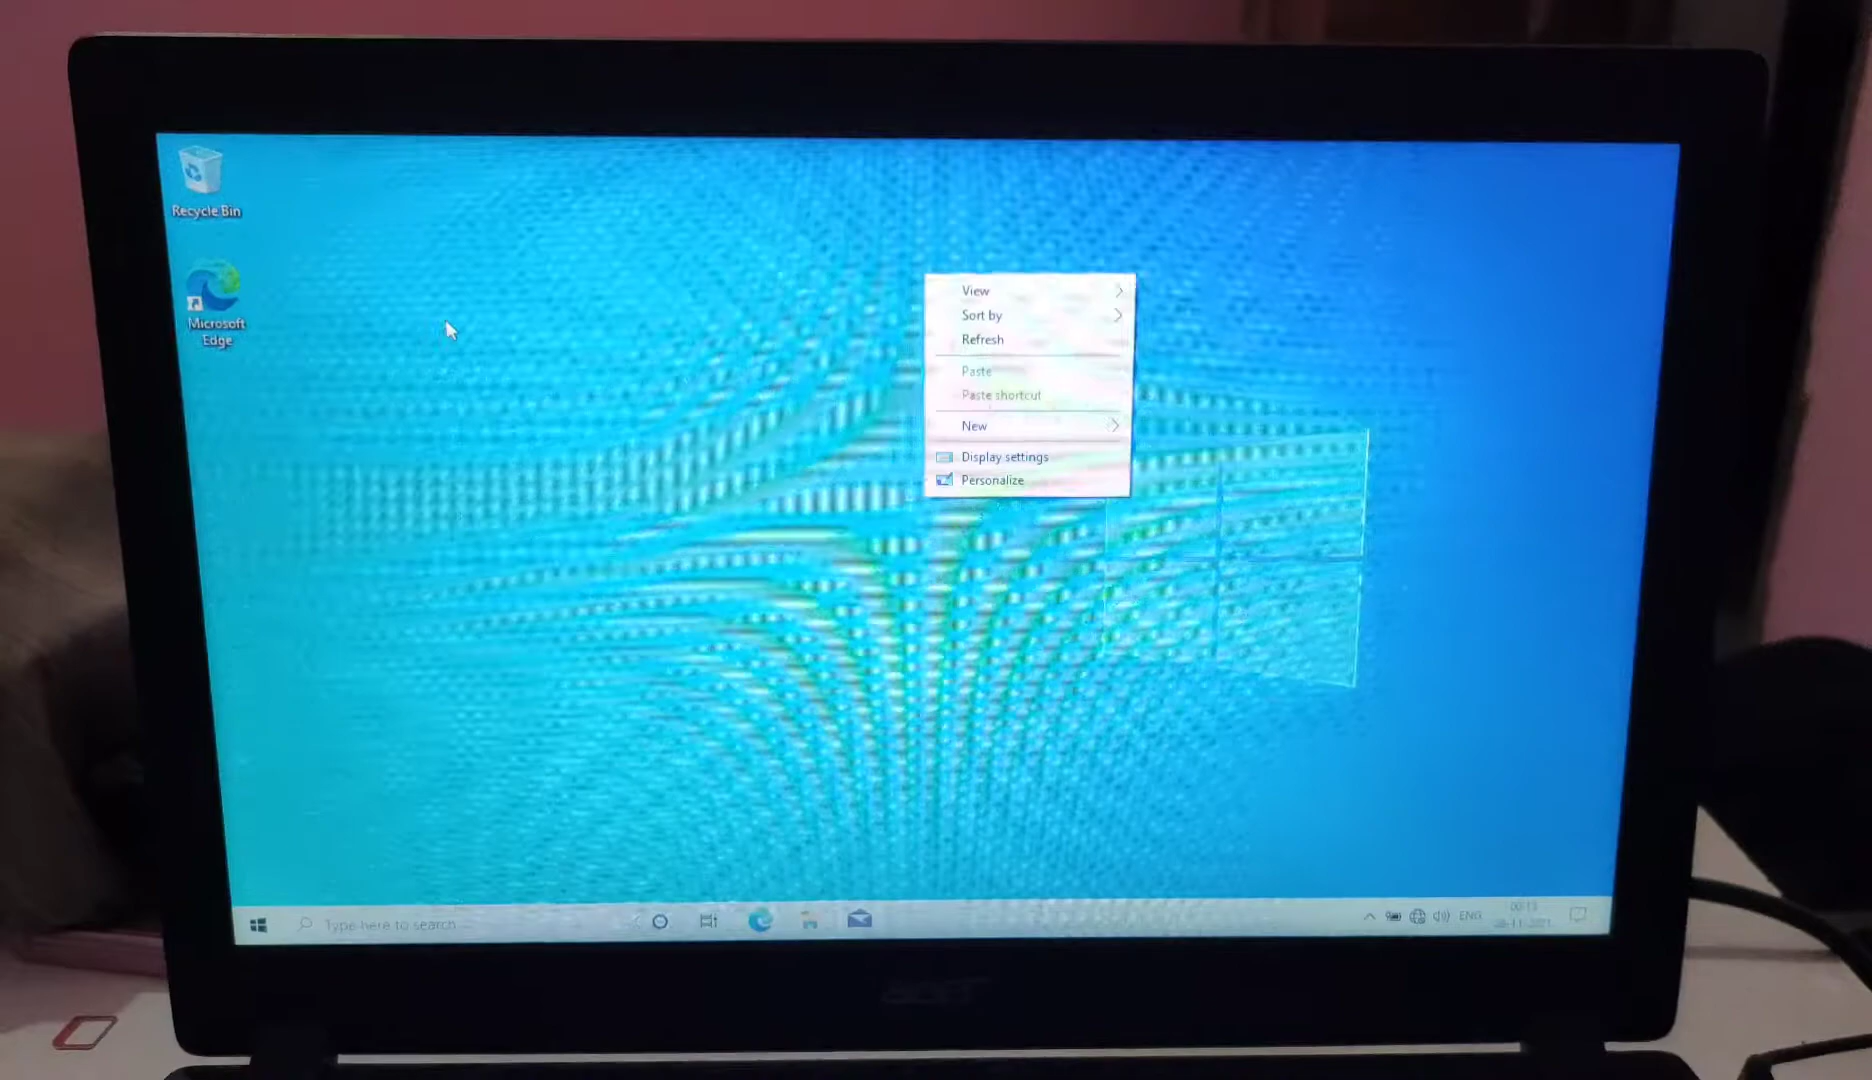 Recycle Bin
Microsoft
Edge
View
Sort by
Refresh
Paste
Paste shortcut
New
Display settings
Personalize
Type here to search
ENG
acer